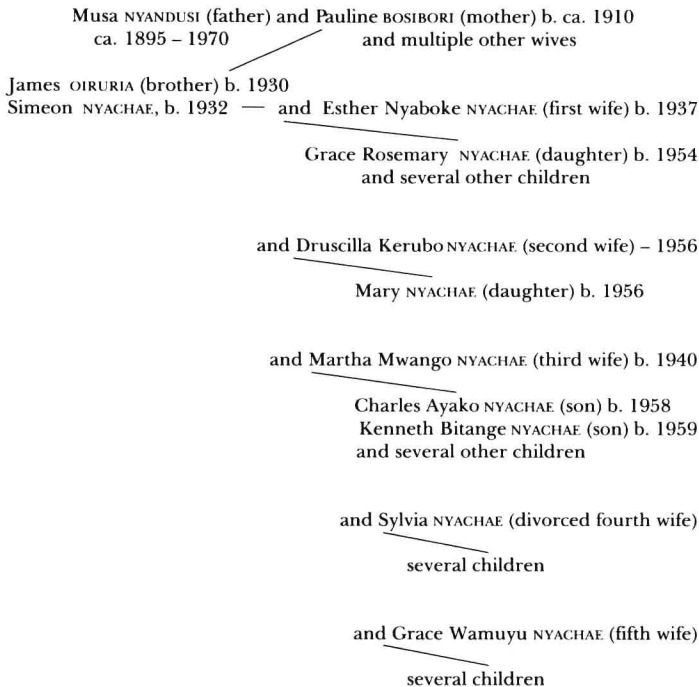 Musa NYANDUSI (father) and Pauline BOSIBORI (mother) b. ca. 1910
ca. 1895 – 1970 and multiple other wives
James OIRURIA (brother) b. 1930
Simeon NYACHAE, b. 1932 — and Esther Nyaboke NYACHAE (first wife) b. 1937
Grace Rosemary NYACHAE (daughter) b. 1954
and several other children
and Druscilla Kerubo NYACHAE (second wife) – 1956
Mary NYACHAE (daughter) b. 1956
and Martha Mwango NYACHAE (third wife) b. 1940
Charles Ayako NYACHAE (son) b. 1958
Kenneth Bitange NYACHAE (son) b. 1959
and several other children
and Sylvia NYACHAE (divorced fourth wife)
several children
and Grace Wamuyu NYACHAE (fifth wife)
several children